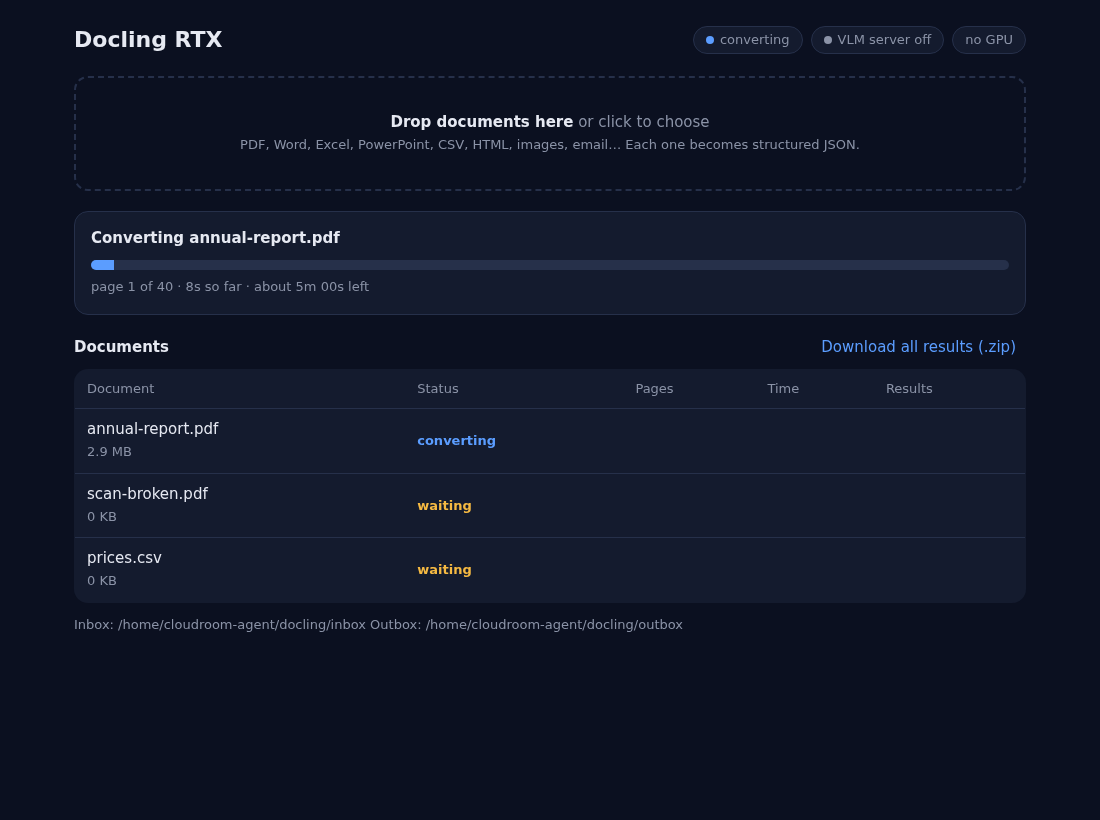 Docling RTX
converting
VLM server off
no GPU
Drop documents here or click to choose
PDF, Word, Excel, PowerPoint, CSV, HTML, images, email… Each one becomes structured JSON.
Converting annual-report.pdf
page 1 of 40 · 8s so far · about 5m 00s left
Documents
Download all results (.zip)
Document Status Pages Time Results
annual-report.pdf
2.9 MB
converting
scan-broken.pdf
0 KB
waiting
prices.csv
0 KB
waiting
Inbox: /home/cloudroom-agent/docling/inbox Outbox: /home/cloudroom-agent/docling/outbox